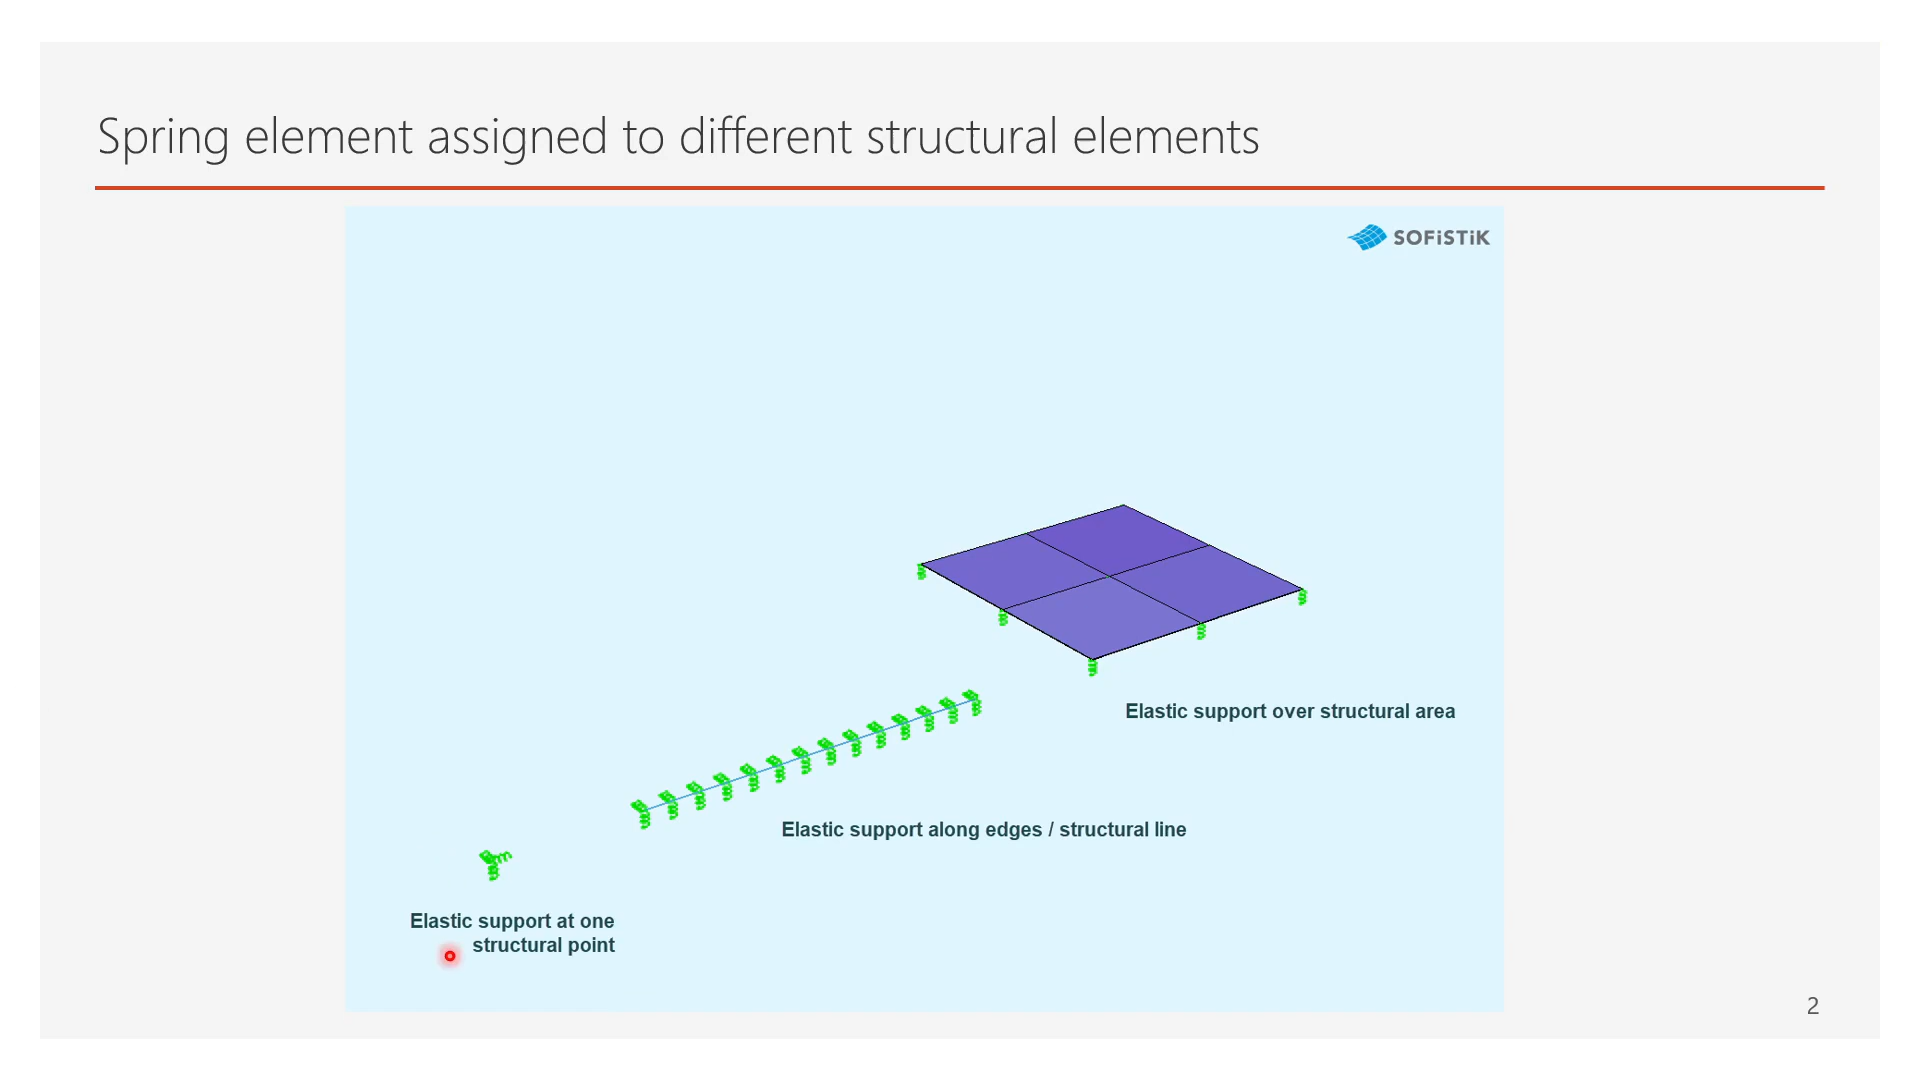 Spring element assigned to different structural elements
SOFiSTiK
Elastic support over structural area
Elastic support along edges / structural line
Elastic support at one
structural point
2